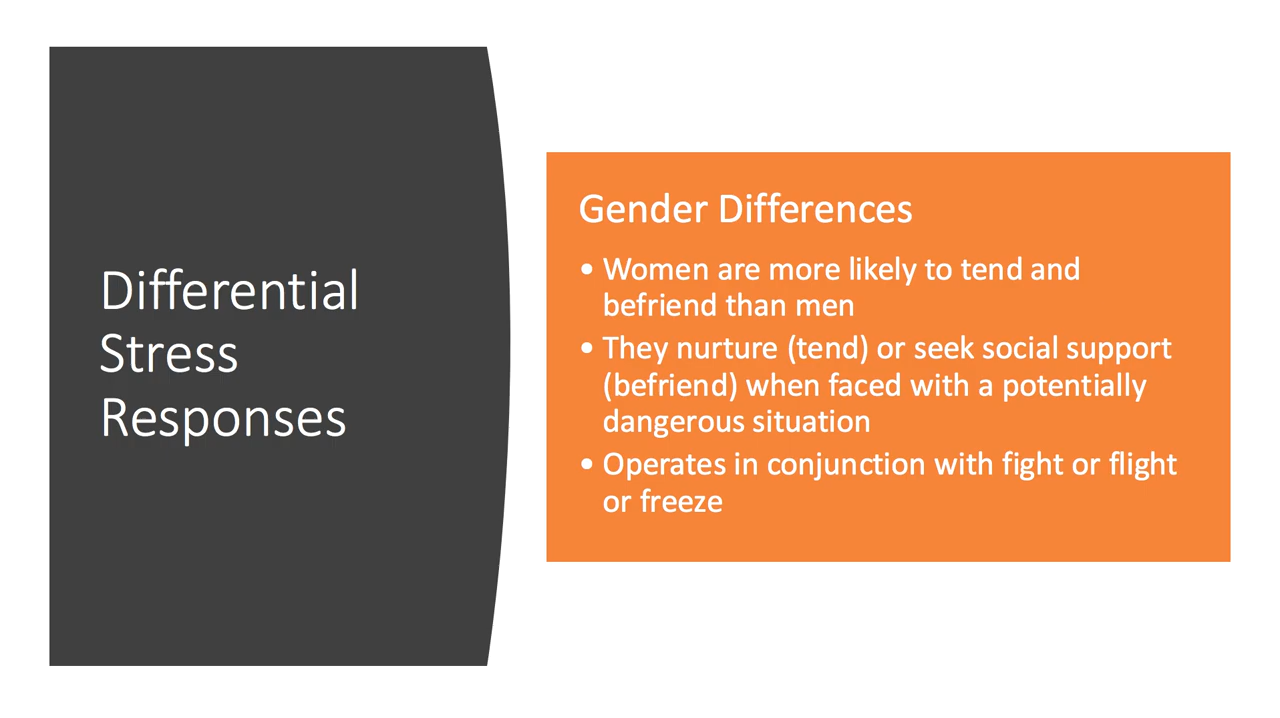 Differential
Stress
Responses
Gender Differences
• Women are more likely to tend and
befriend than men
• They nurture (tend) or seek social support
(befriend) when faced with a potentially
dangerous situation
• Operates in conjunction with fight or flight
or freeze